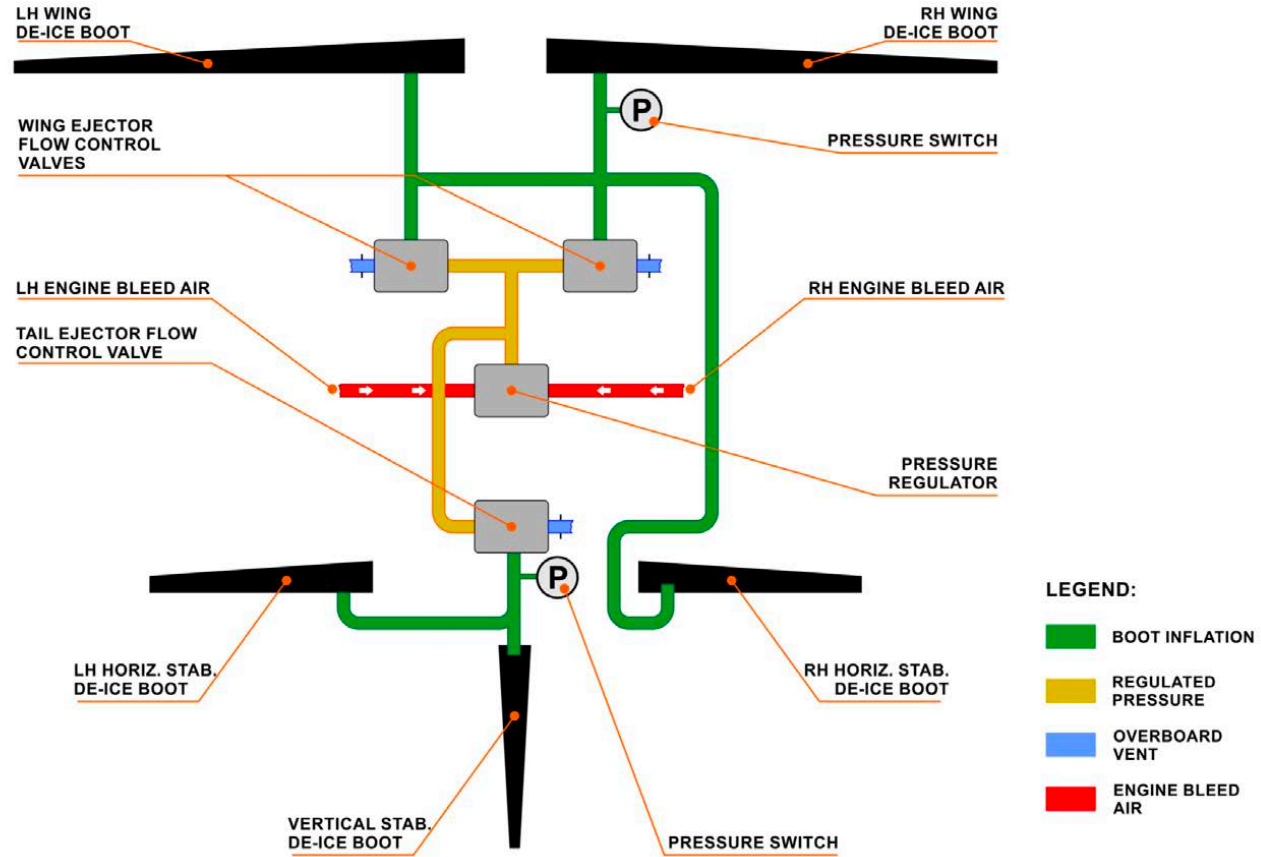 LH WING
DE-ICE BOOT
RH WING
DE-ICE BOOT
P
WING EJECTOR
FLOW CONTROL
VALVES
PRESSURE SWITCH
LH ENGINE BLEED AIR
RH ENGINE BLEED AIR
TAIL EJECTOR FLOW
CONTROL VALVE
PRESSURE
REGULATOR
P
LH HORIZ. STAB.
DE-ICE BOOT
RH HORIZ. STAB.
DE-ICE BOOT
VERTICAL STAB.
DE-ICE BOOT
PRESSURE SWITCH
LEGEND:
BOOT INFLATION
REGULATED
PRESSURE
OVERBOARD
VENT
ENGINE BLEED
AIR